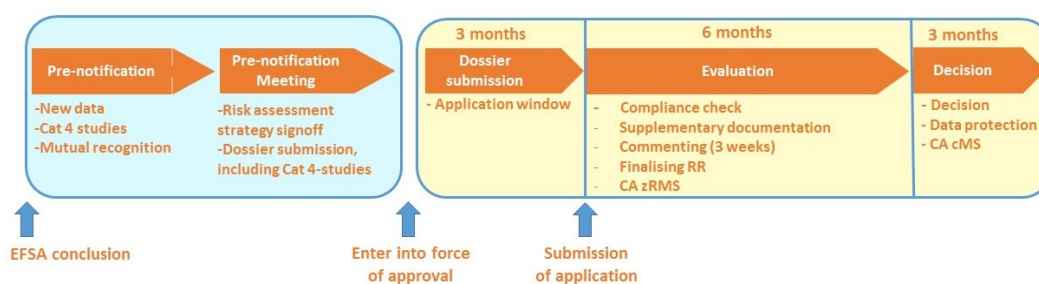 3 months
6 months
3 months
Pre-notification
Pre-notification
Meeting
Dossier
submission
Evaluation
Decision
-New data
-Cat 4 studies
-Mutual recognition
-Risk assessment
strategy signoff
-Dossier submission,
including Cat 4-studies
- Application window
- Compliance check
- Supplementary documentation
- Commenting (3 weeks)
- Finalising RR
- CA zRMS
- Decision
- Data protection
- CA cMS
EFSA conclusion
Enter into force
of approval
Submission
of application